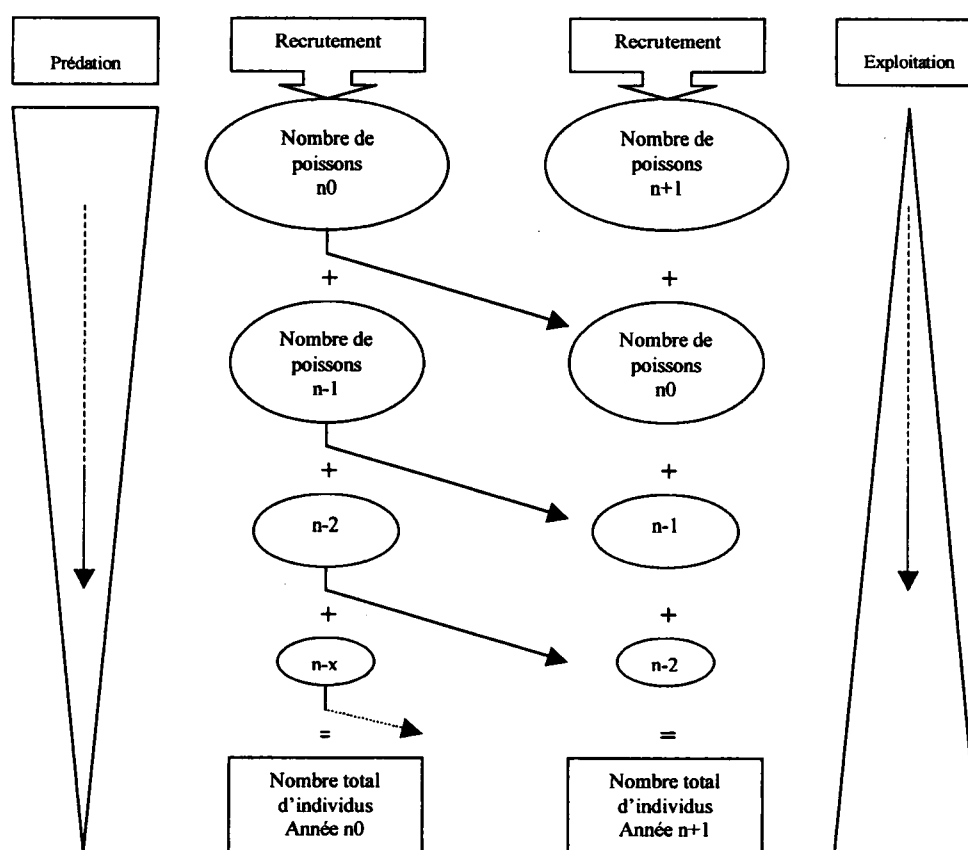 Prédation
Recrutement
Recrutement
Exploitation
Nombre de
poissons
n0
Nombre de
poissons
n+1
+
+
Nombre de
poissons
n-1
Nombre de
poissons
n0
+
+
n-2
n-1
+
+
n-x
n-2
=
=
Nombre total
d'individus
Année n0
Nombre total
d'individus
Année n+1